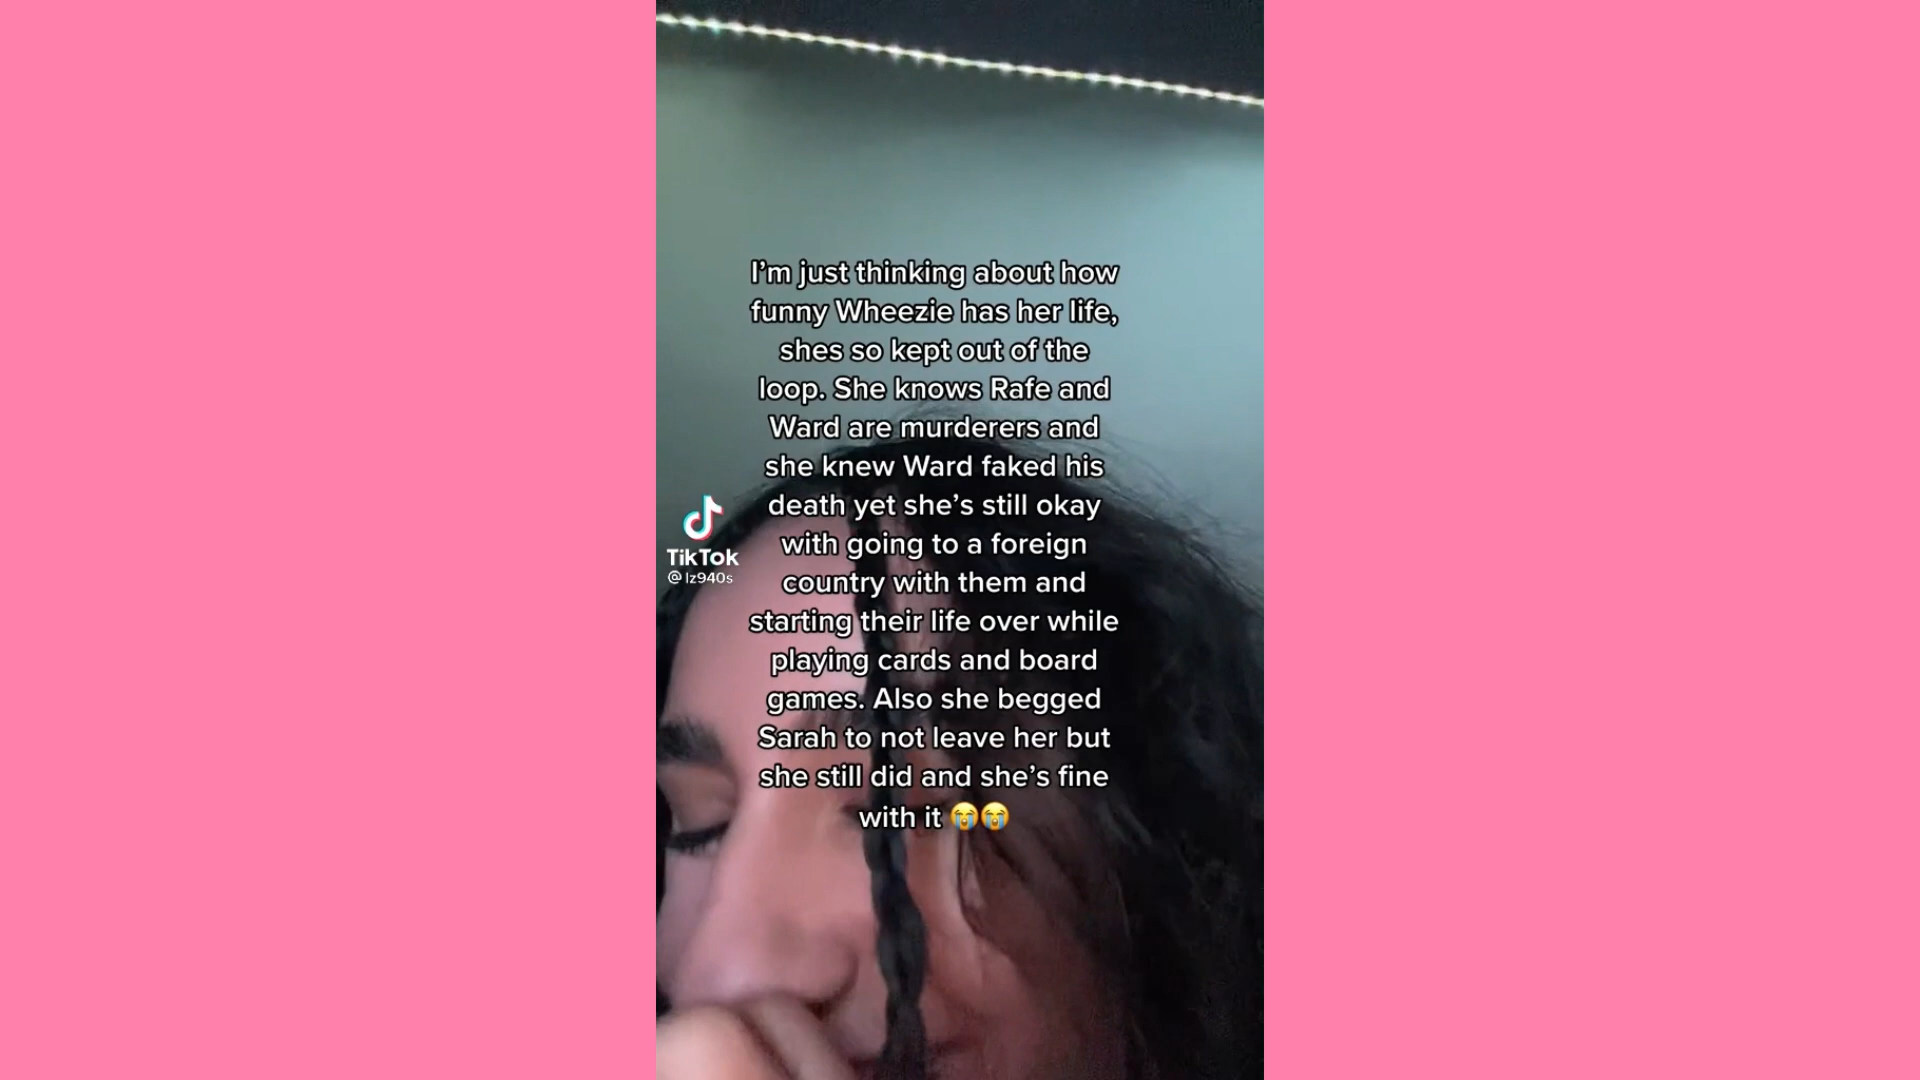 I'm just thinking about how
funny Wheezie has her life,
shes so kept out of the
loop. She knows Rafe and
Ward are murderers and
she knew Ward faked his
death yet she's still okay
with going to a foreign
country with them and
starting their life over while
playing cards and board
games. Also she begged
Sarah to not leave her but
she still did and she's fine
with it 😭😭
TikTok
@lz940s